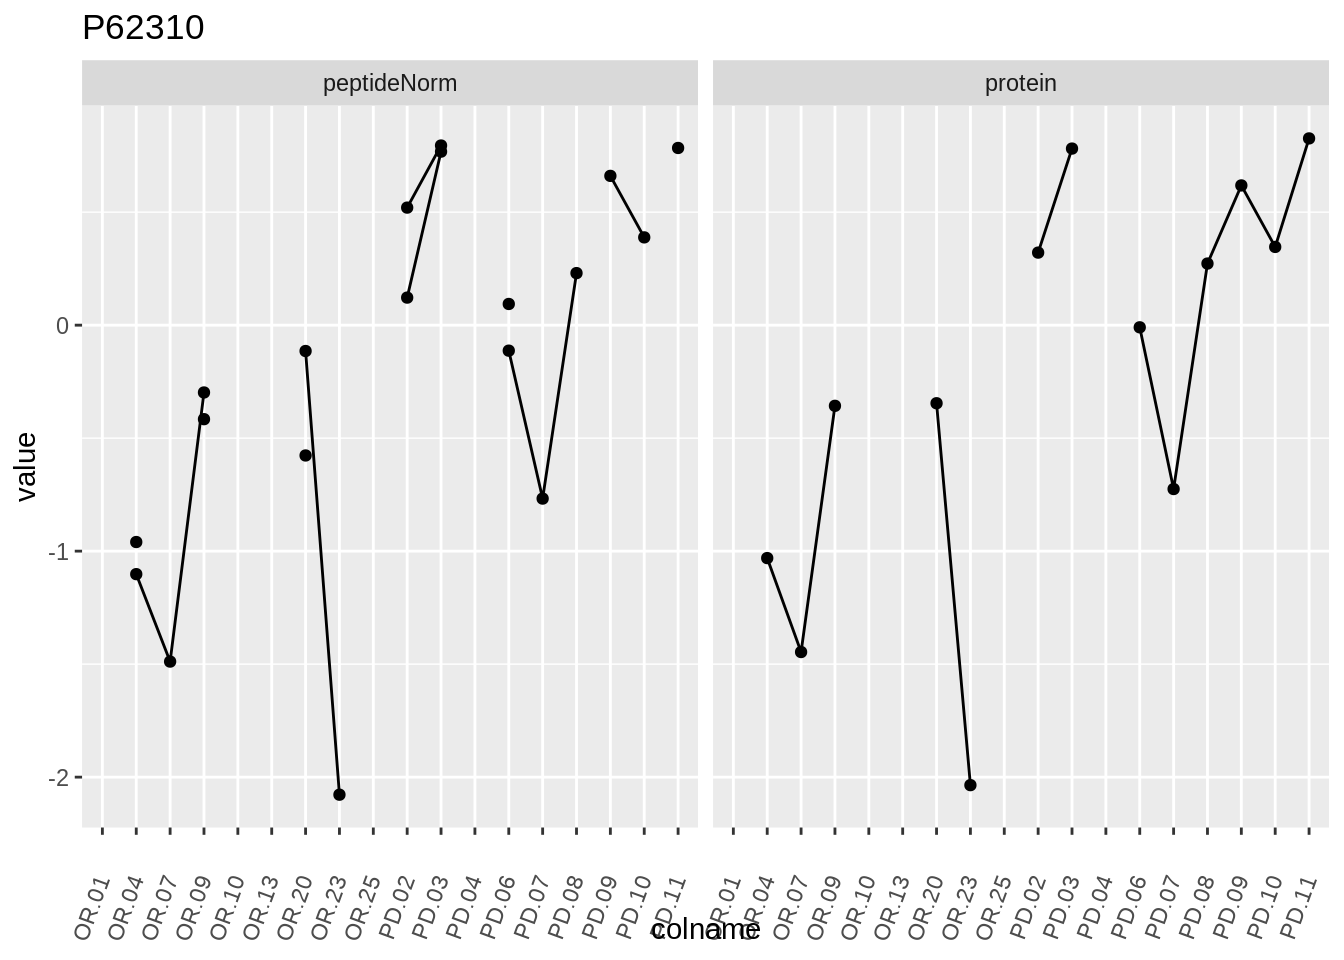 P62310
peptideNorm protein
value
0
-1
-2
OR.01 OR.04 OR.07 OR.09 OR.10 OR.13 OR.20 OR.23 OR.25 PD.02 PD.03 PD.04 PD.06 PD.07 PD.08 PD.09 PD.10 PD.11 OR.01 OR.04 OR.07 OR.09 OR.10 OR.13 OR.20 OR.23 OR.25 PD.02 PD.03 PD.04 PD.06 PD.07 PD.08 PD.09 PD.10 PD.11
colname